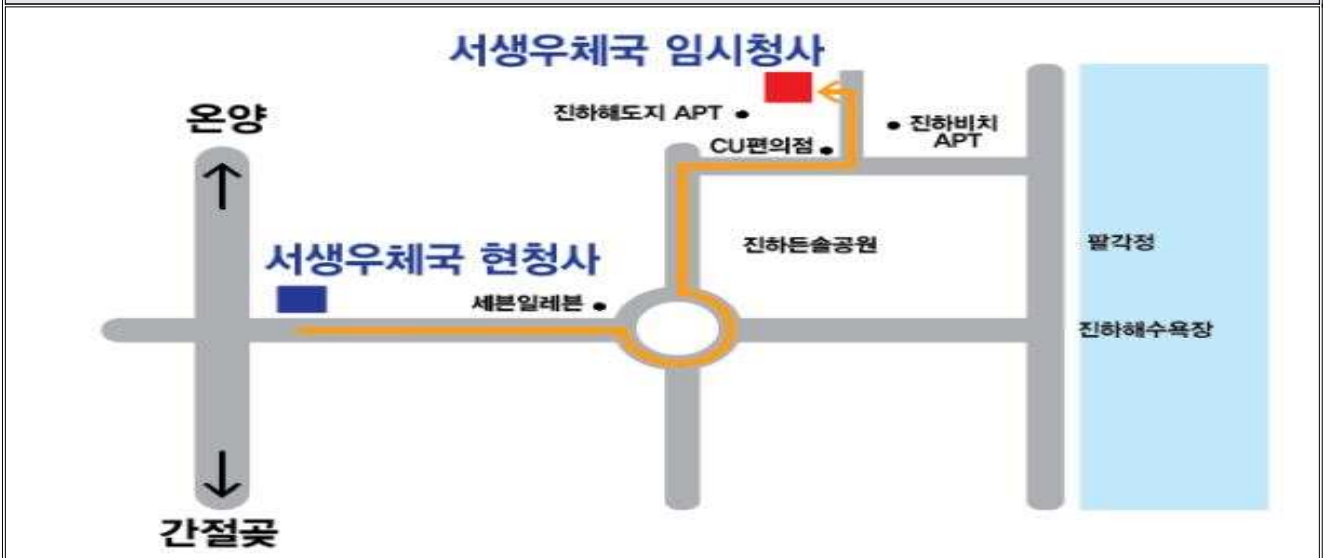 서생우체국 임시청사
온양
진하해도지 APT
진하비치
APT
CU편의점
서생우체국 현청사
진하든솔공원
팔각정
세븐일레븐
진하해수욕장
간절곶